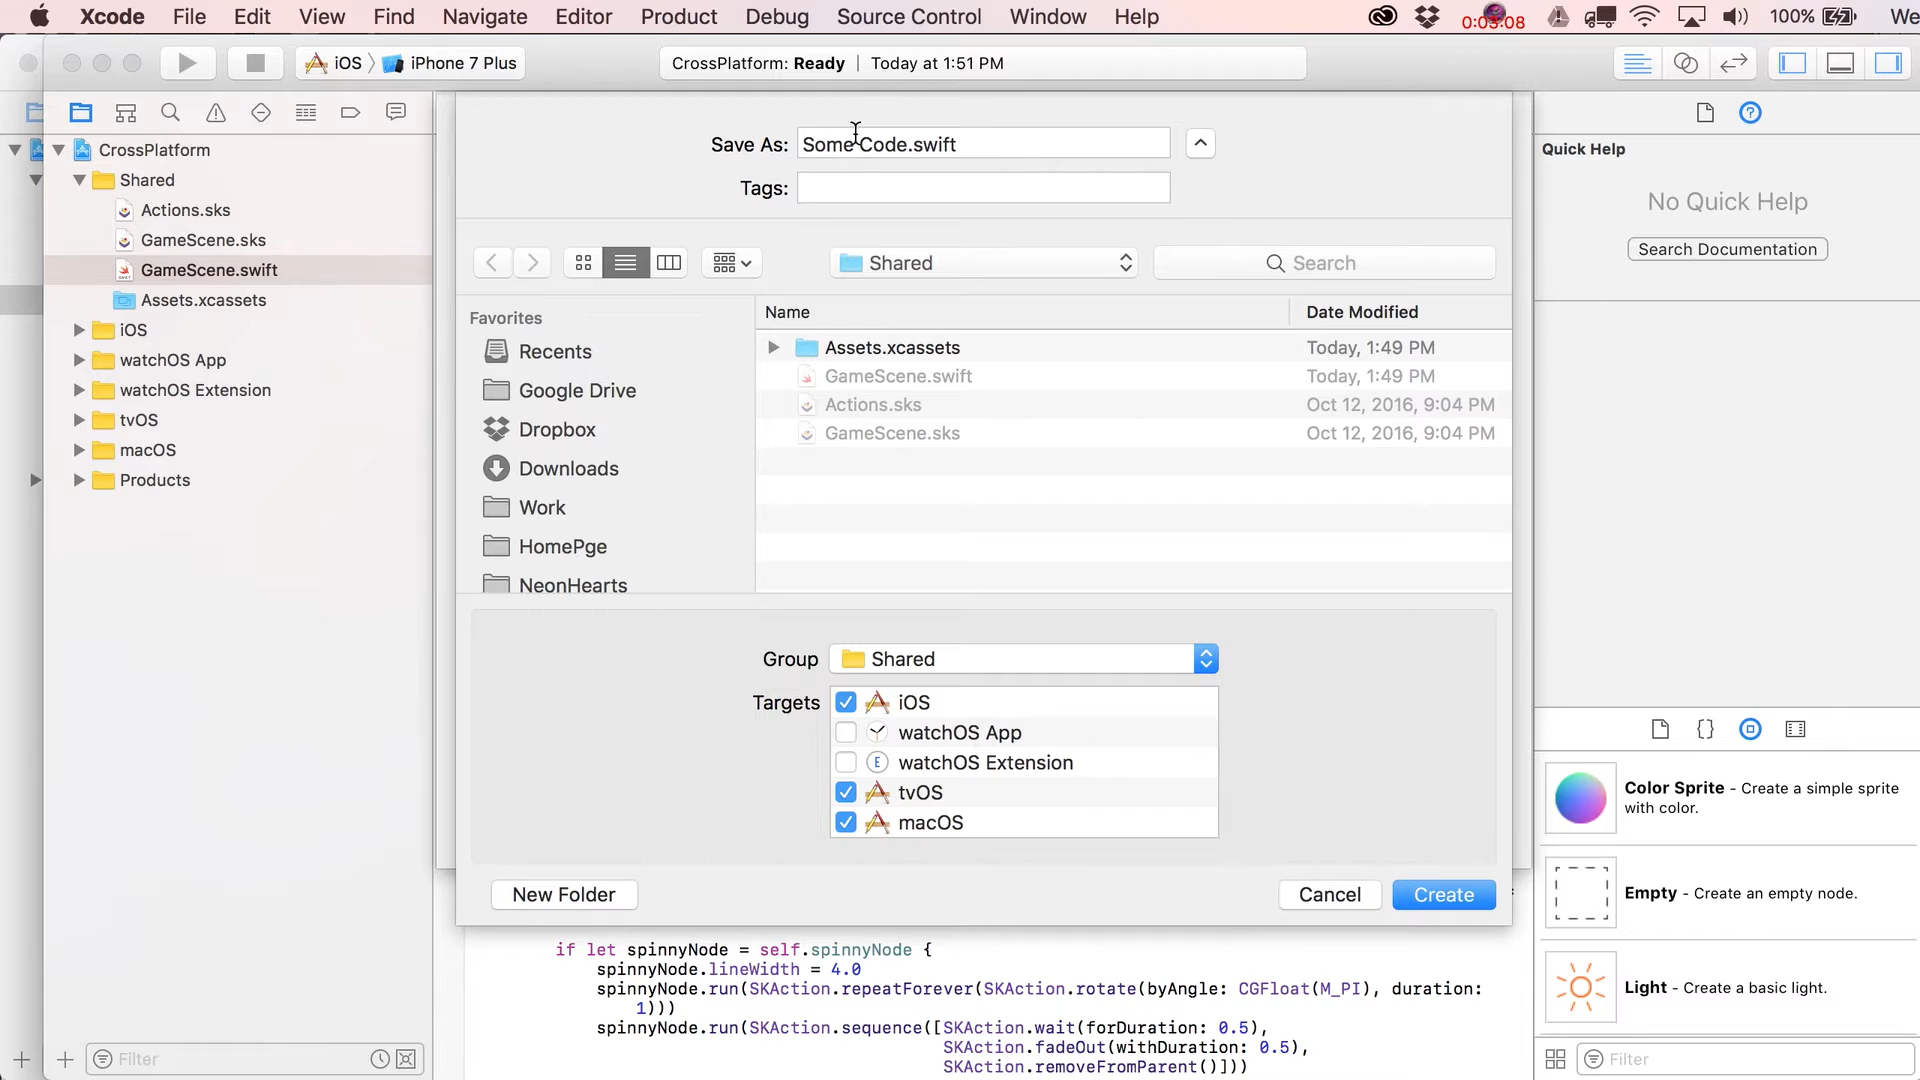 Xcode File Edit View Find Navigate Editor Product Debug Source Control Window Help 0:03:08 100% We
iOS iPhone 7 Plus CrossPlatform: Ready Today at 1:51 PM
CrossPlatform
Shared
Actions.sks
GameScene.sks
GameScene.swift
Assets.xcassets
iOS
watchOS App
watchOS Extension
tvOS
macOS
Products
Filter
Save As: Some Code.swift
Tags:
Shared Search
Favorites
Recents
Google Drive
Dropbox
Downloads
Work
HomePge
NeonHearts
Name Date Modified
Assets.xcassets Today, 1:49 PM
GameScene.swift Today, 1:49 PM
Actions.sks Oct 12, 2016, 9:04 PM
GameScene.sks Oct 12, 2016, 9:04 PM
Group Shared
Targets iOS
watchOS App
E watchOS Extension
tvOS
macOS
New Folder Cancel Create
if let spinnyNode = self.spinnyNode {
spinnyNode.lineWidth = 4.0
spinnyNode.run(SKAction.repeatForever(SKAction.rotate(byAngle: CGFloat(M_PI), duration:
1)))
spinnyNode.run(SKAction.sequence([SKAction.wait(forDuration: 0.5),
SKAction.fadeOut(withDuration: 0.5),
SKAction.removeFromParent()]))
Quick Help
No Quick Help
Search Documentation
Color Sprite - Create a simple sprite
with color.
Empty - Create an empty node.
Light - Create a basic light.
Filter